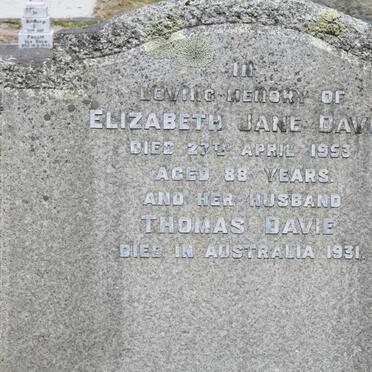 IN
LOVING MEMORY OF
ELIZABETH JANE DAVI
DIED 27TH APRIL 1953
AGED 88 YEARS.
AND HER HUSBAND
THOMAS DAVIE
DIED IN AUSTRALIA 1931.